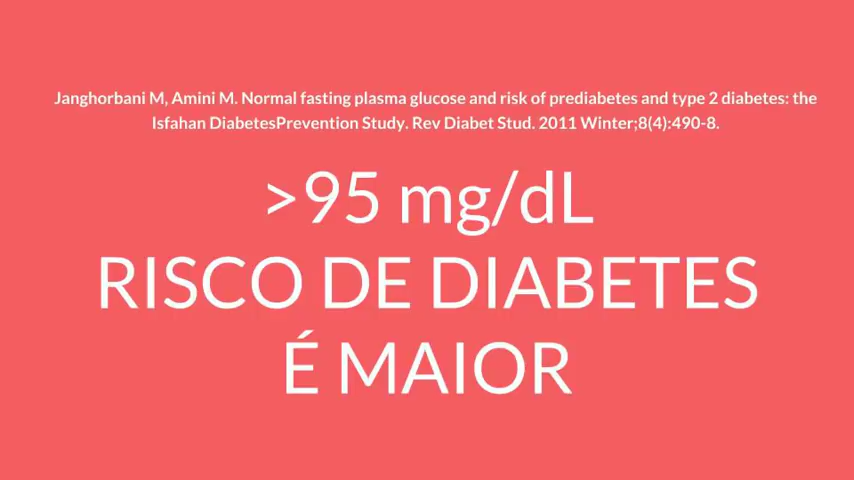 Janghorbani M, Amini M. Normal fasting plasma glucose and risk of prediabetes and type 2 diabetes: the
Isfahan DiabetesPrevention Study. Rev Diabet Stud. 2011 Winter;8(4):490-8.
>95 mg/dL
RISCO DE DIABETES
É MAIOR